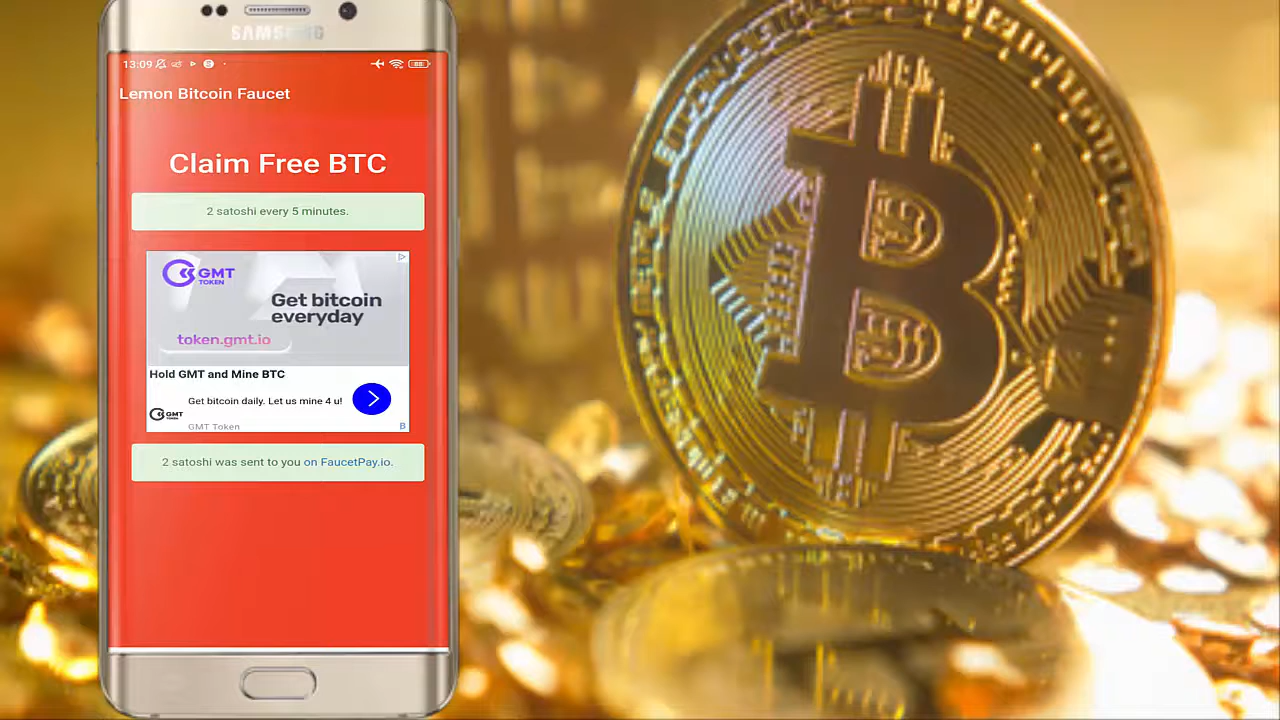 SAMSUNG
13:09
Lemon Bitcoin Faucet
Claim Free BTC
2 satoshi every 5 minutes.
GMT
TOKEN
Get bitcoin
everyday
token.gmt.io
Hold GMT and Mine BTC
Get bitcoin daily. Let us mine 4 u!
GMT
GMT Token
B
2 satoshi was sent to you on FaucetPay.io.